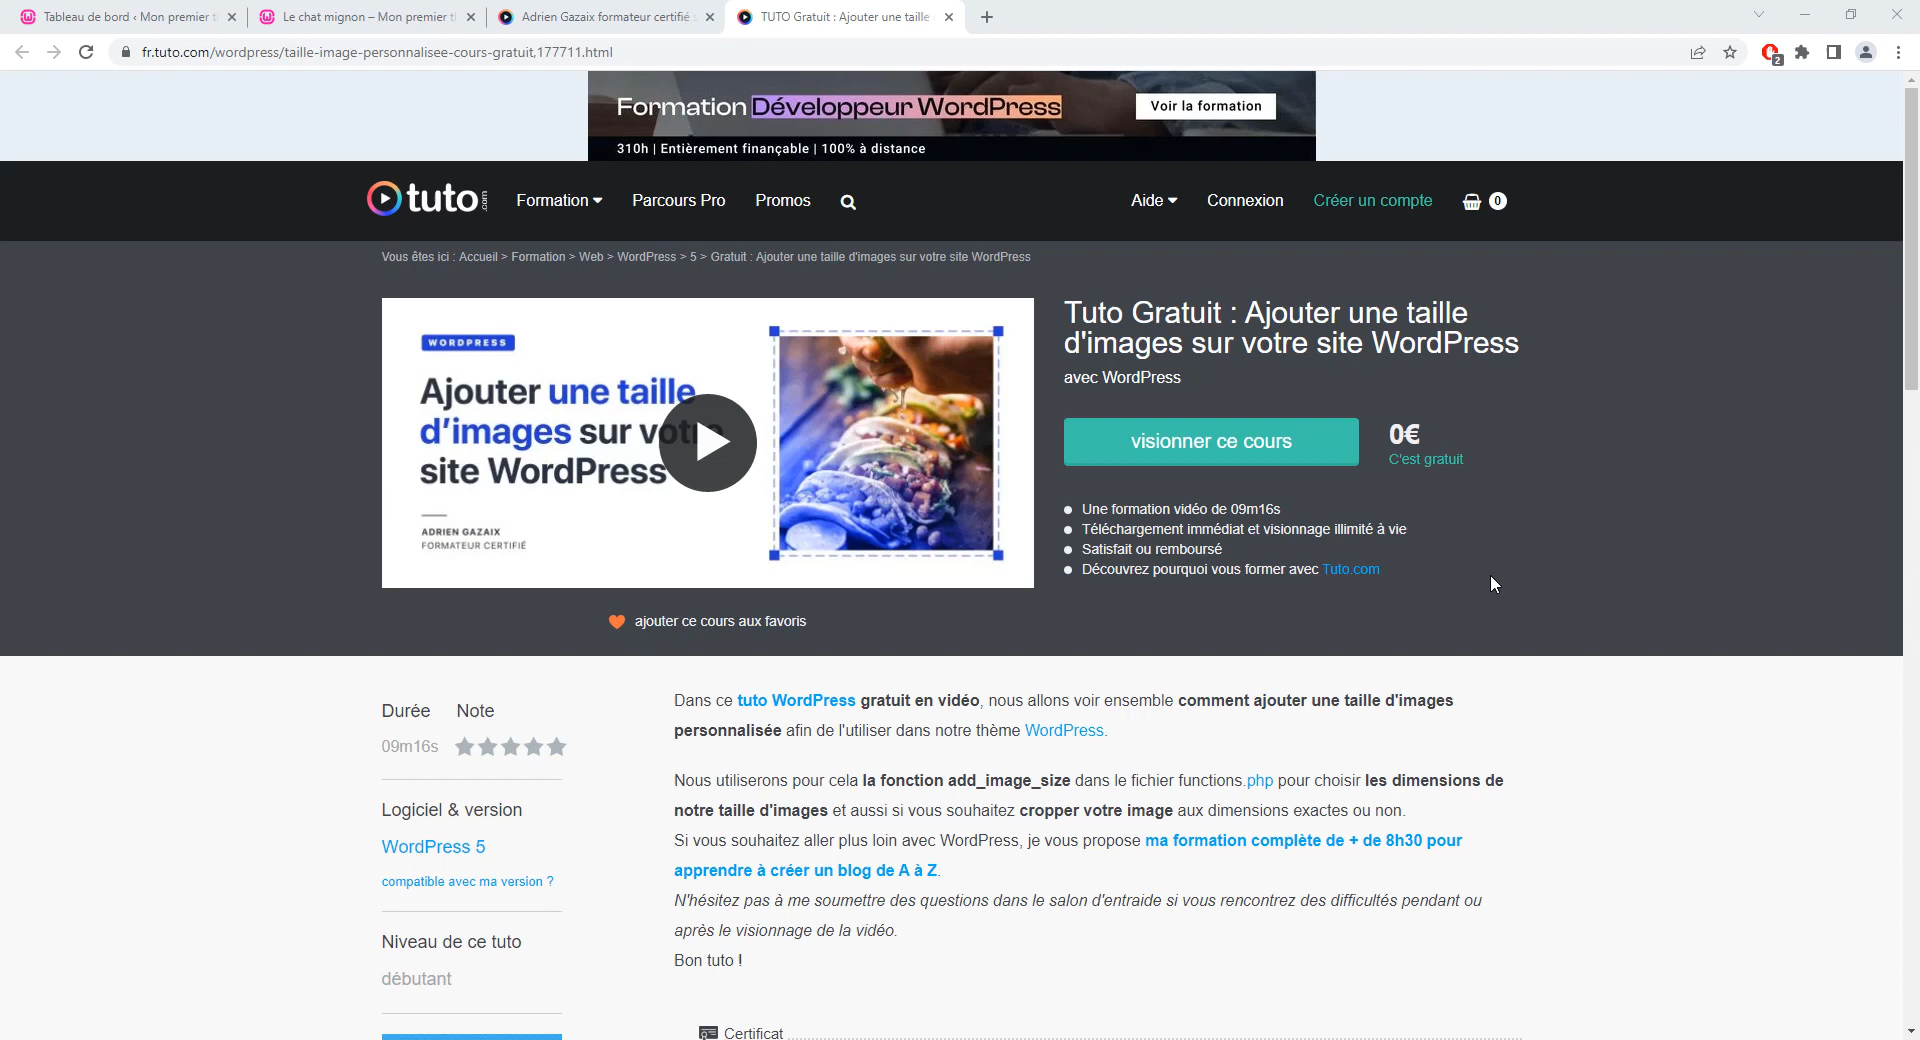 Tableau de bord ‹ Mon premier t
Le chat mignon – Mon premier t
Adrien Gazaix formateur certifié
TUTO Gratuit : Ajouter une taille
fr.tuto.com/wordpress/taille-image-personnalisee-cours-gratuit,177711.html
2
Formation Développeur WordPress
Voir la formation
310h | Entièrement finançable | 100% à distance
tuto.com
Formation
Parcours Pro
Promos
Aide
Connexion
Créer un compte
0
Vous êtes ici : Accueil > Formation > Web > WordPress > 5 > Gratuit : Ajouter une taille d'images sur votre site WordPress
WORDPRESS
Ajouter une taille
d'images sur votre
site WordPress
ADRIEN GAZAIX
FORMATEUR CERTIFIÉ
Tuto Gratuit : Ajouter une taille
d'images sur votre site WordPress
avec WordPress
visionner ce cours
0€
C'est gratuit
Une formation vidéo de 09m16s
Téléchargement immédiat et visionnage illimité à vie
Satisfait ou remboursé
Découvrez pourquoi vous former avec Tuto.com
ajouter ce cours aux favoris
Durée Note
09m16s
Logiciel & version
WordPress 5
compatible avec ma version ?
Niveau de ce tuto
débutant
Dans ce tuto WordPress gratuit en vidéo, nous allons voir ensemble comment ajouter une taille d'images
personnalisée afin de l'utiliser dans notre thème WordPress.
Nous utiliserons pour cela la fonction add_image_size dans le fichier functions.php pour choisir les dimensions de
notre taille d'images et aussi si vous souhaitez cropper votre image aux dimensions exactes ou non.
Si vous souhaitez aller plus loin avec WordPress, je vous propose ma formation complète de + de 8h30 pour
apprendre à créer un blog de A à Z.
N'hésitez pas à me soumettre des questions dans le salon d'entraide si vous rencontrez des difficultés pendant ou
après le visionnage de la vidéo.
Bon tuto !
Certificat